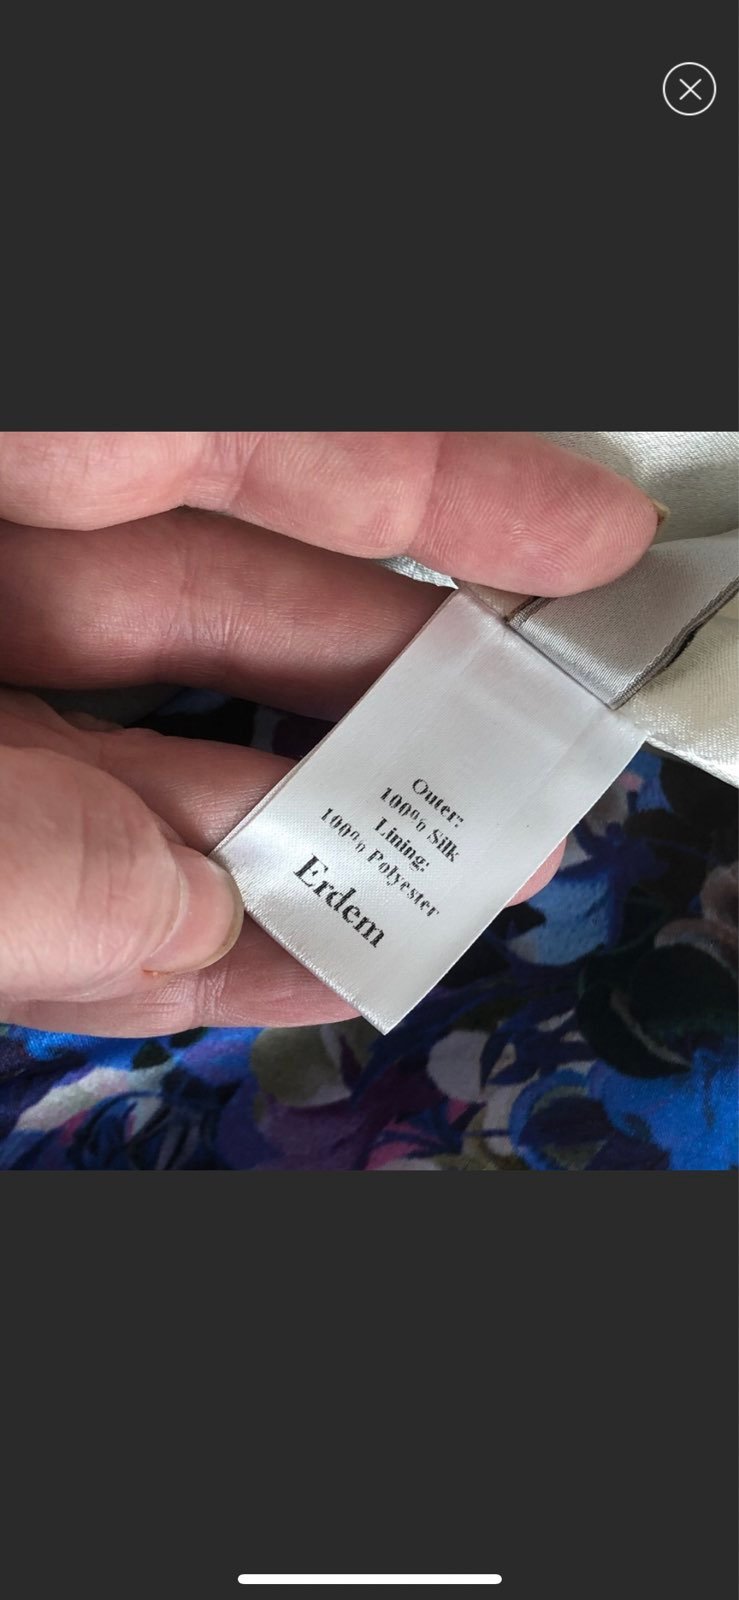 Outer:
100% Silk
Lining:
100% Polyester
Erdem